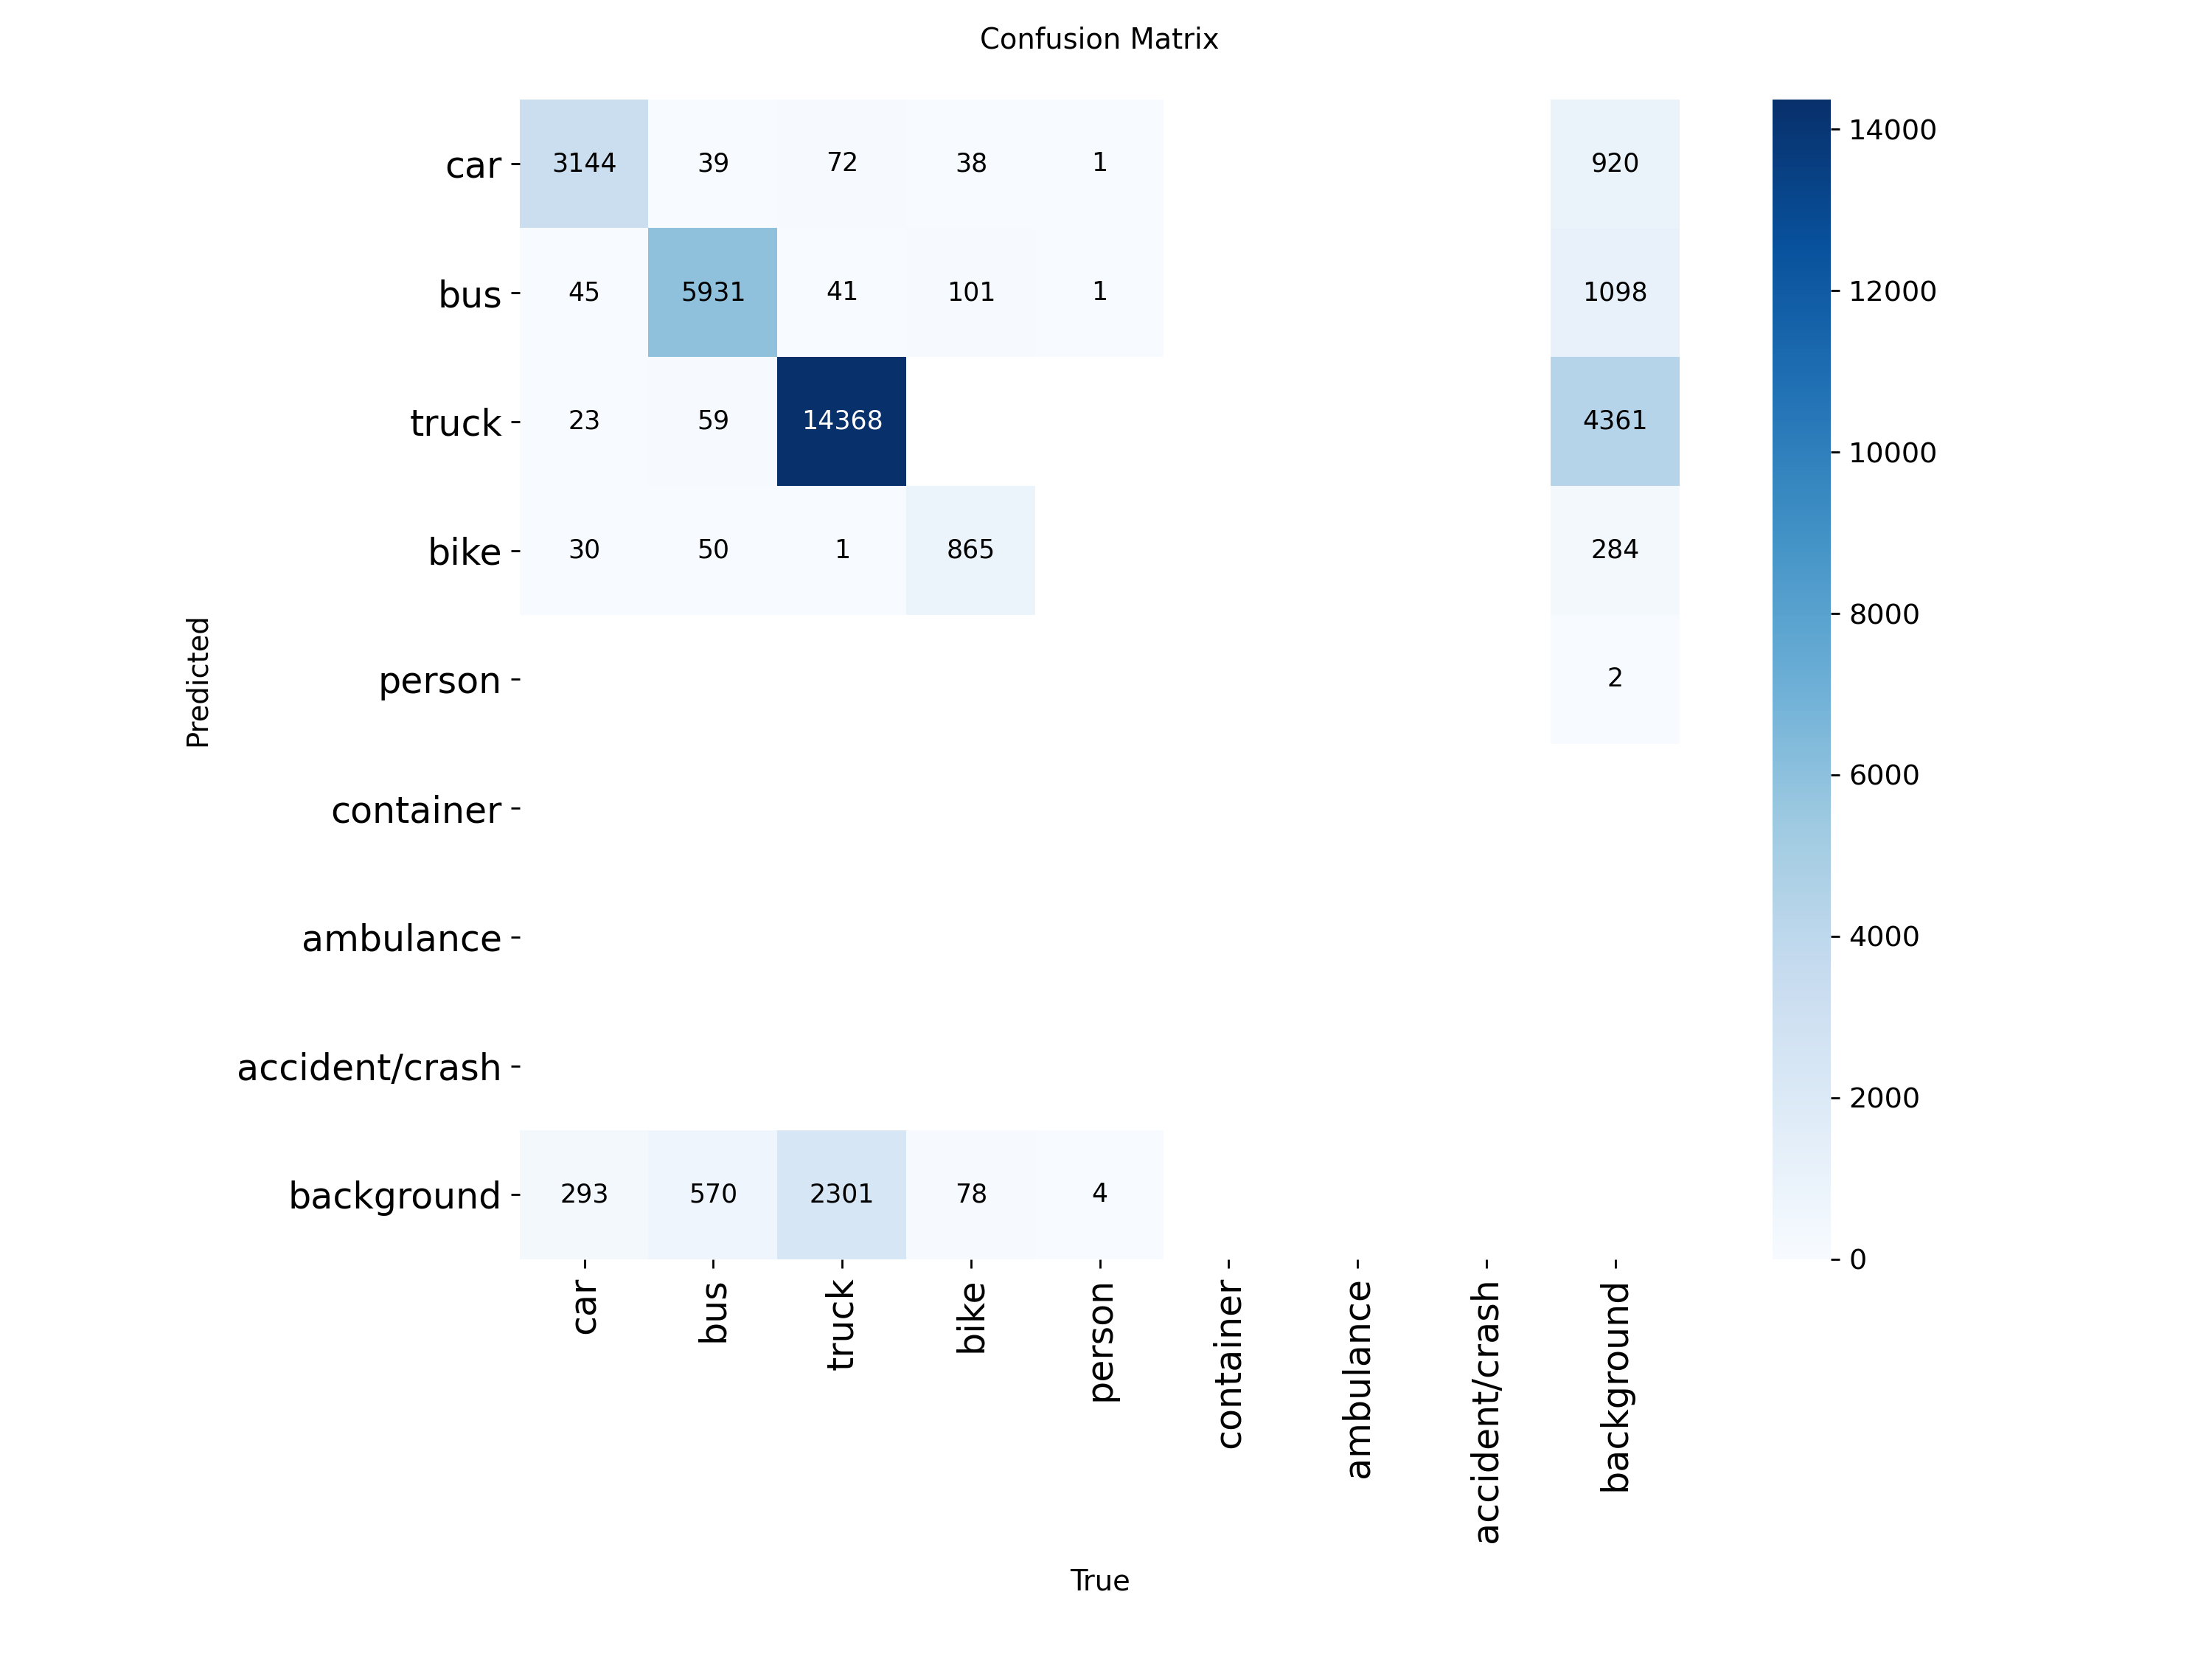 Confusion Matrix
car 3144 39 72 38 1 920
bus 45 5931 41 101 1 1098
truck 23 59 14368 4361
bike 30 50 1 865 284
person 2
container
ambulance
accident/crash
background 293 570 2301 78 4
Predicted
car bus truck bike person container ambulance accident/crash background
True
14000
12000
10000
8000
6000
4000
2000
0